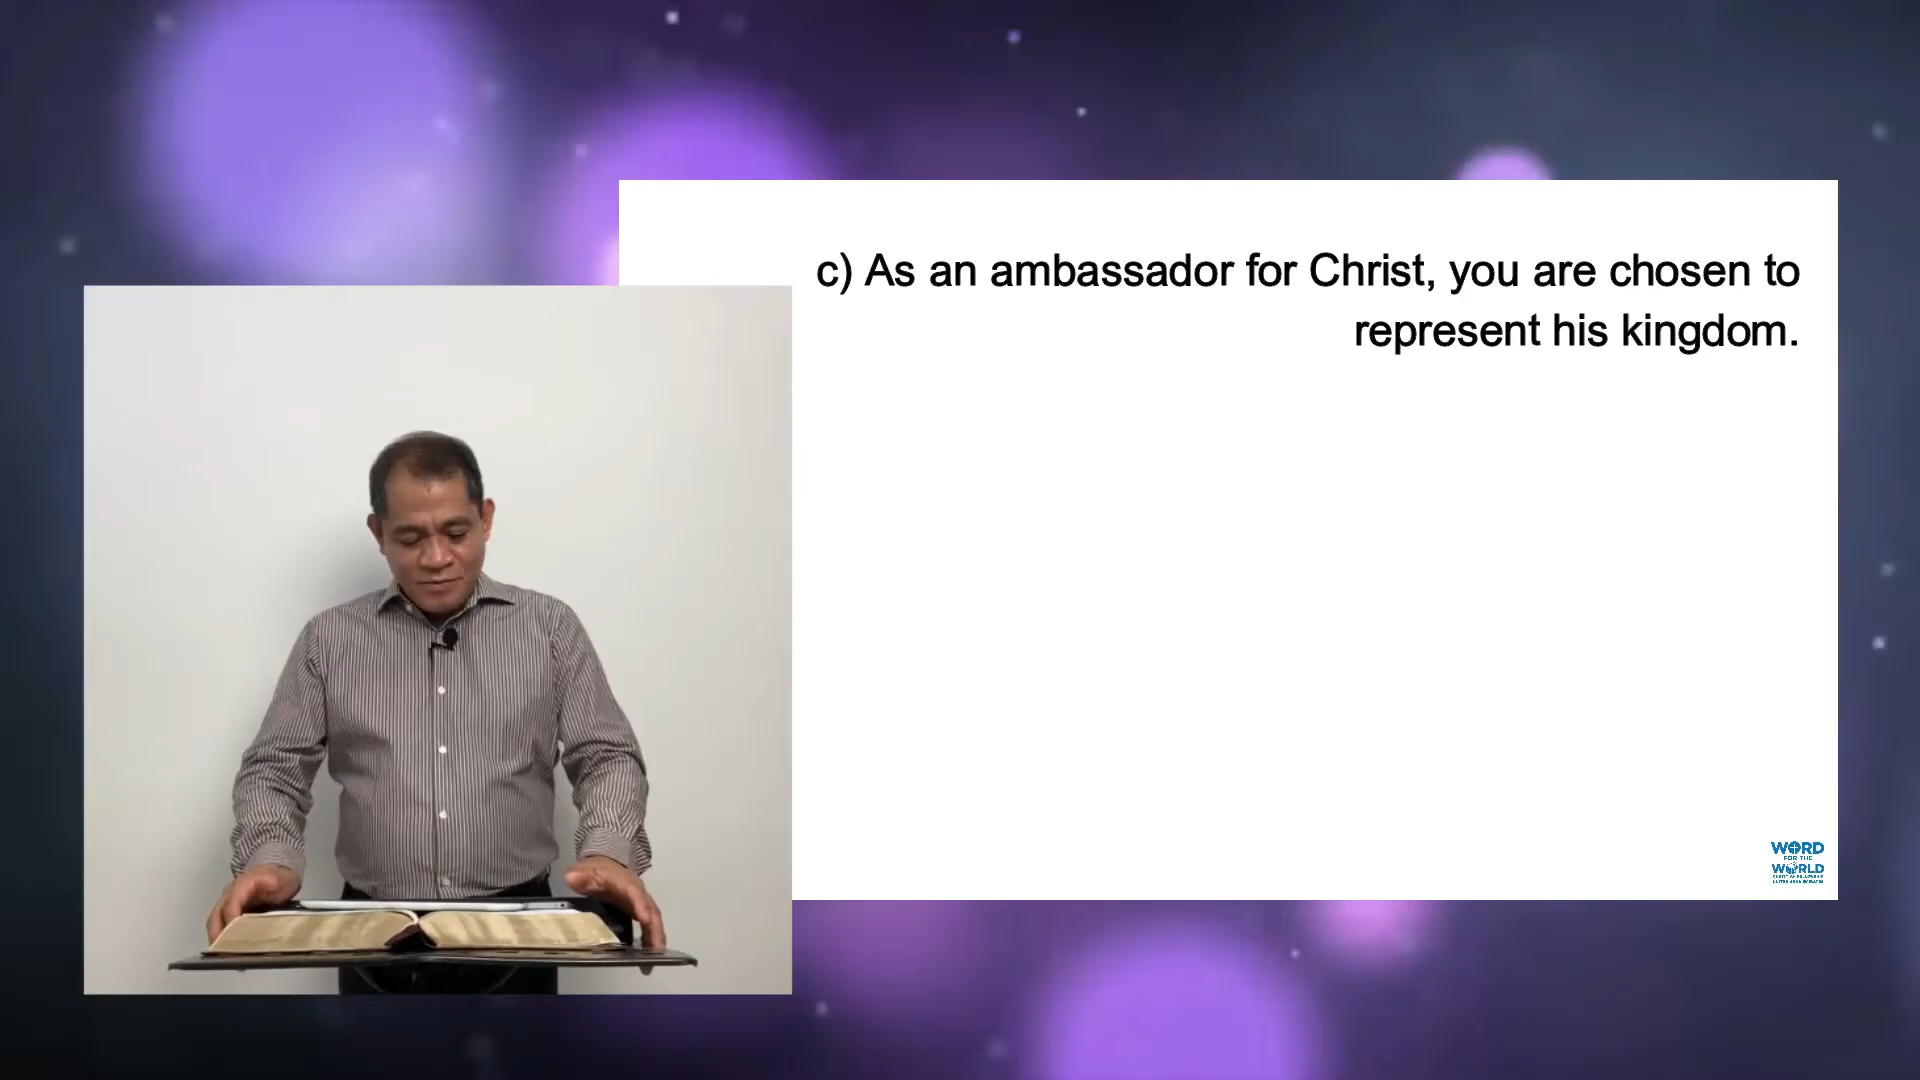 c) As an ambassador for Christ, you are chosen to
represent his kingdom.
WORD
FOR THE
WORLD